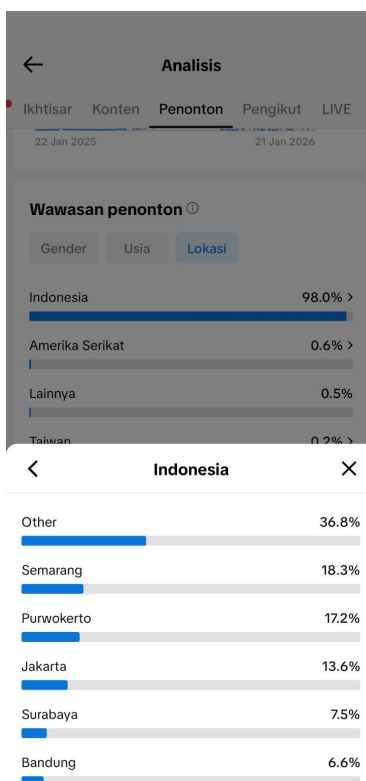 Analisis
Ikhtisar Konten Penonton Pengikut LIVE
22 Jan 2025 21 Jan 2026
Wawasan penonton
Gender Usia Lokasi
Indonesia 98.0% >
Amerika Serikat 0.6% >
Lainnya 0.5%
Taiwan 0.2% >
Indonesia
Other 36.8%
Semarang 18.3%
Purwokerto 17.2%
Jakarta 13.6%
Surabaya 7.5%
Bandung 6.6%